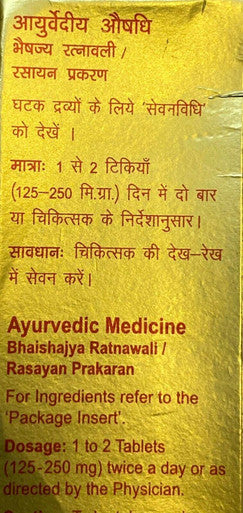 आयुर्वेदीय औषधि
भैषज्य रत्नावली /
रसायन प्रकरण
घटक द्रव्यों के लिये 'सेवनविधि'
को देखें ।
मात्राः 1 से 2 टिकियाँ
(125–250 मि.ग्रा.) दिन में दो बार
या चिकित्सक के निर्देशानुसार।
सावधानः चिकित्सक की देख–रेख
में सेवन करें।
Ayurvedic Medicine
Bhaishajya Ratnawali /
Rasayan Prakaran
For Ingredients refer to the
'Package Insert'.
Dosage: 1 to 2 Tablets
(125-250 mg) twice a day or as
directed by the Physician.